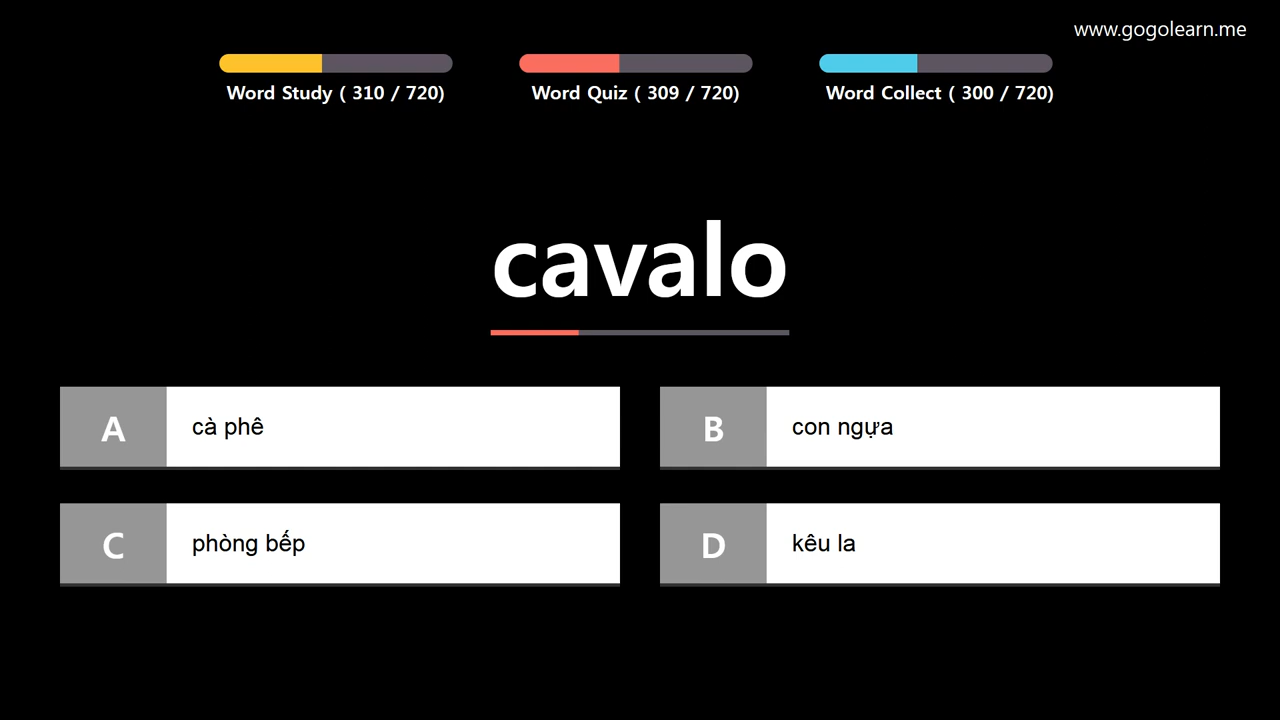 www.gogolearn.me
Word Study ( 310 / 720)
Word Quiz ( 309 / 720)
Word Collect ( 300 / 720)
cavalo
A
cà phê
B
con ngựa
C
phòng bếp
D
kêu la